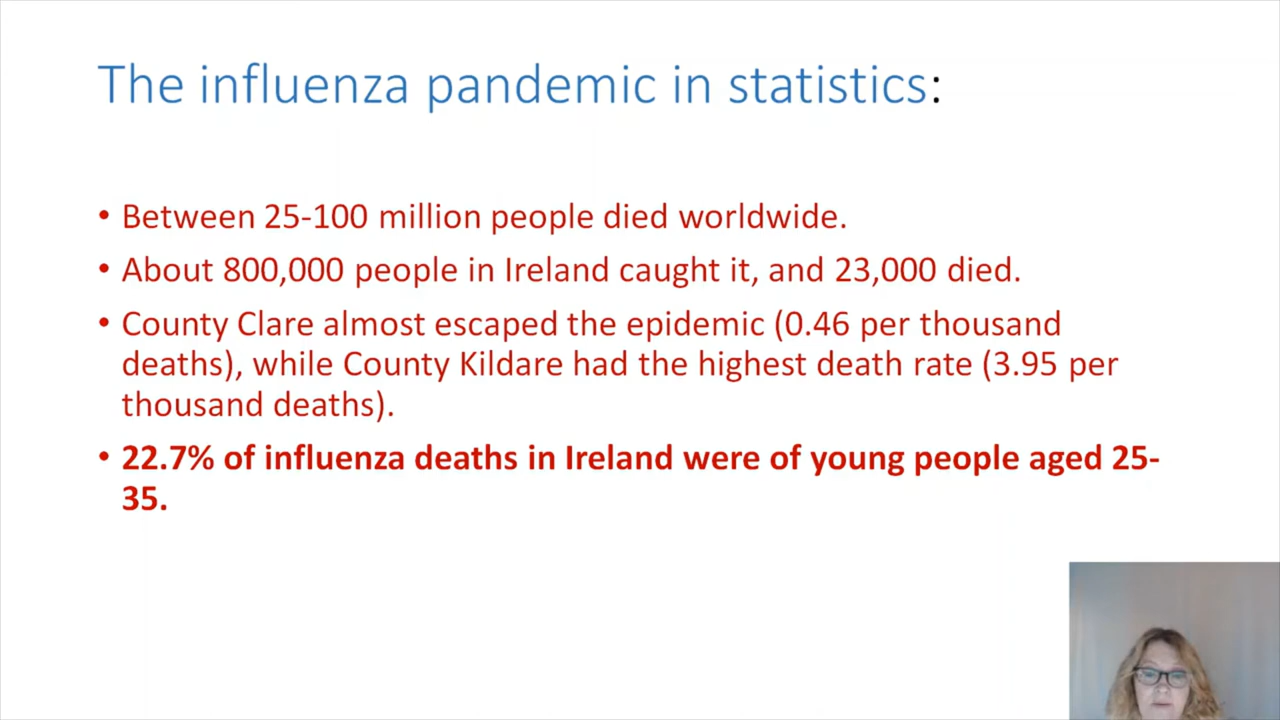 The influenza pandemic in statistics:
• Between 25-100 million people died worldwide.
• About 800,000 people in Ireland caught it, and 23,000 died.
• County Clare almost escaped the epidemic (0.46 per thousand
deaths), while County Kildare had the highest death rate (3.95 per
thousand deaths).
• 22.7% of influenza deaths in Ireland were of young people aged 25-
35.